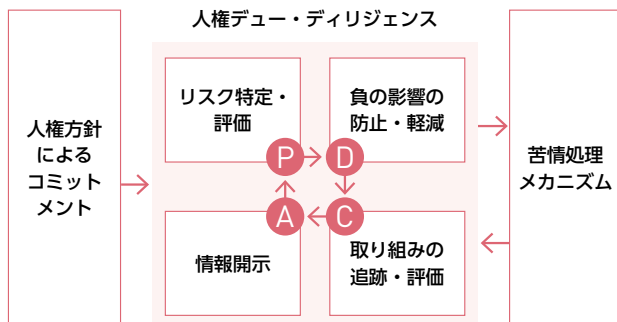 人権デュー・ディリジェンス
人権方針
による
コミット
メント
リスク特定・
評価
負の影響の
防止・軽減
P
D
A
C
情報開示
取り組みの
追跡・評価
苦情処理
メカニズム